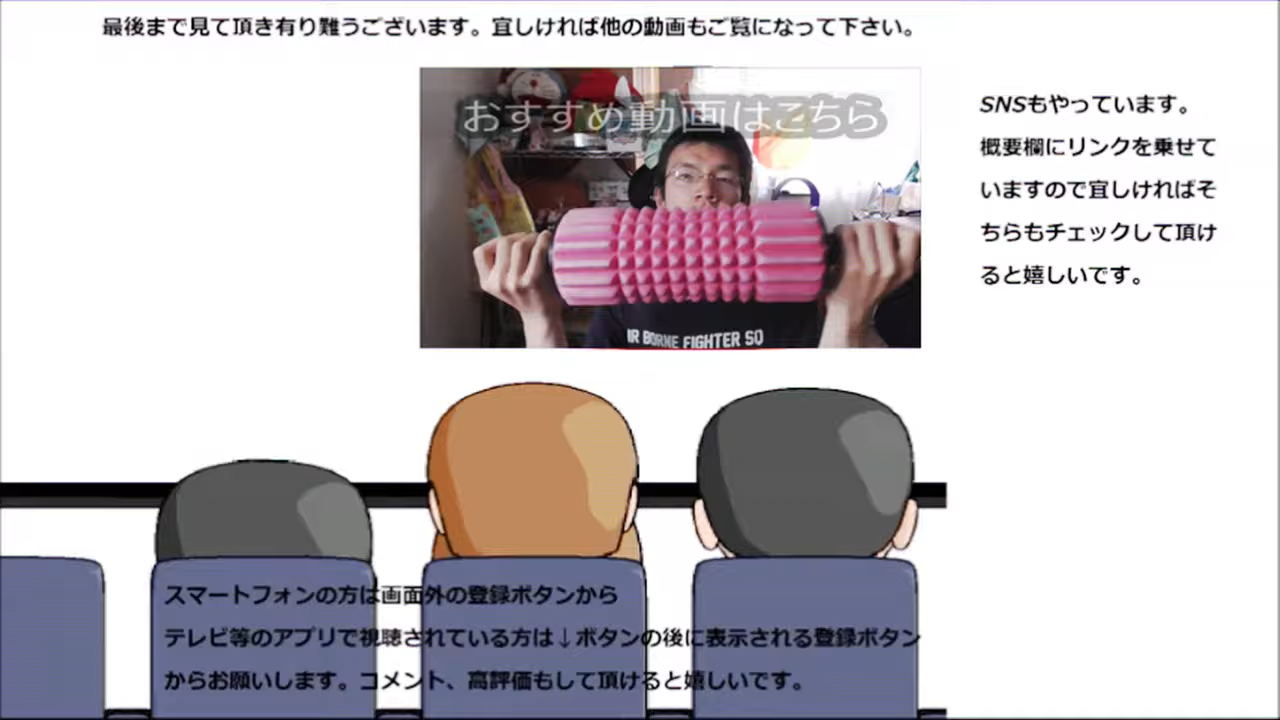 最後まで見て頂き有り難うございます。宜しければ他の動画もご覧になって下さい。
おすすめ動画はこちら
IR BORNE FIGHTER SQ
SNSもやっています。
概要欄にリンクを乗せて
いますので宜しければそ
ちらもチェックして頂け
ると嬉しいです。
スマートフォンの方は画面外の登録ボタンから
テレビ等のアプリで視聴されている方は↓ボタンの後に表示される登録ボタン
からお願いします。コメント、高評価もして頂けると嬉しいです。